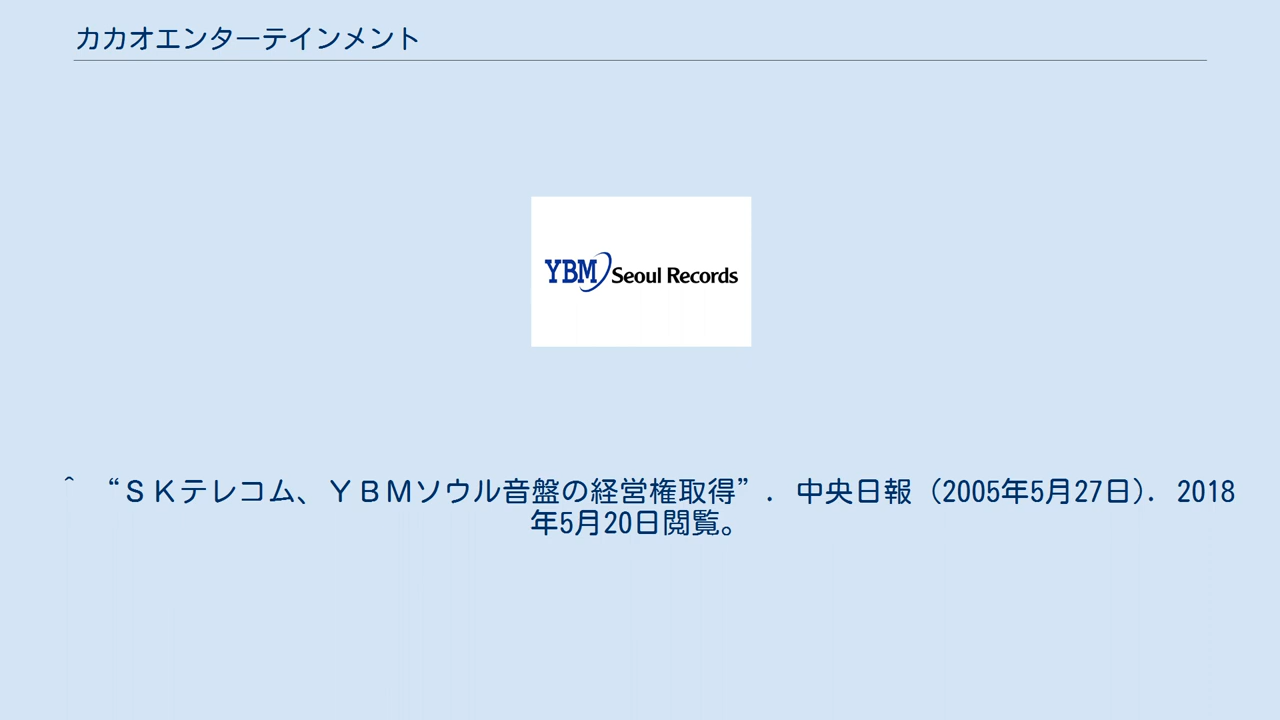 カカオエンターテインメント
YBM Seoul Records
^ “ＳＫテレコム、ＹＢＭソウル音盤の経営権取得”． 中央日報 (2005年5月27日)． 2018
年5月20日閲覧。